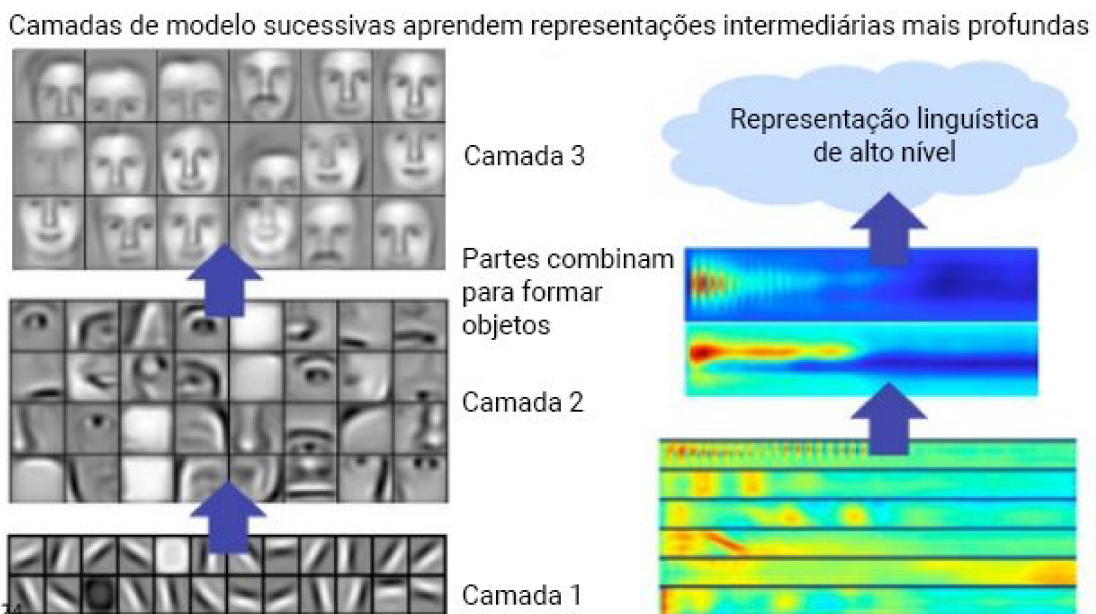 Camadas de modelo sucessivas aprendem representações intermediárias mais profundas
Camada 3
Partes combinam
para formar
objetos
Camada 2
Camada 1
Representação linguística
de alto nível